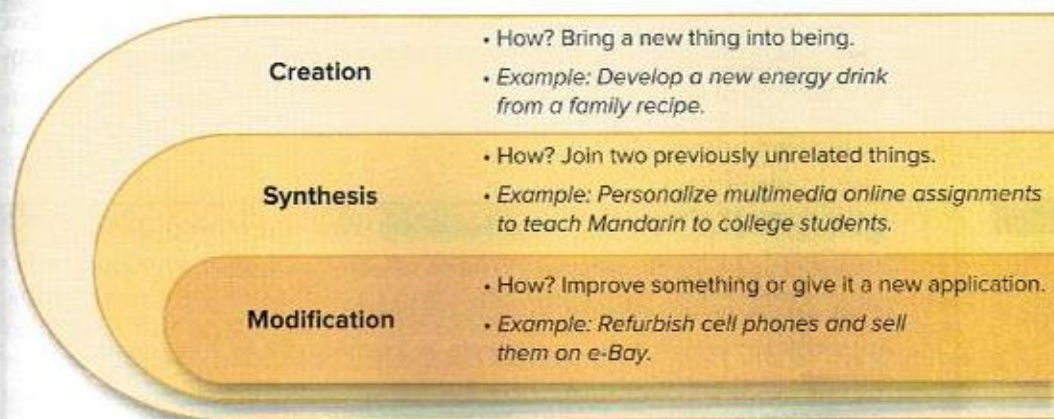 Creation
• How? Bring a new thing into being.
• Example: Develop a new energy drink
from a family recipe.
Synthesis
• How? Join two previously unrelated things.
• Example: Personalize multimedia online assignments
to teach Mandarin to college students.
Modification
• How? Improve something or give it a new application.
• Example: Refurbish cell phones and sell
them on e-Bay.